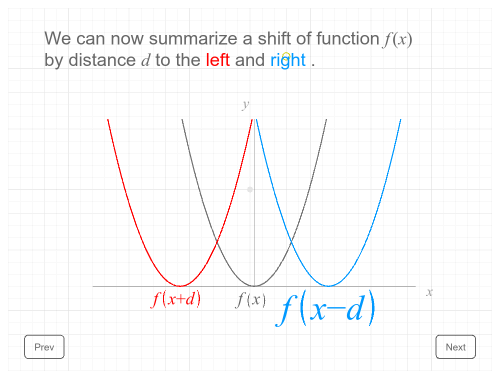 We can now summarize a shift of function f(x)
by distance d to the left and right .
y
x
f(x+d) f(x) f(x−d)
Prev Next